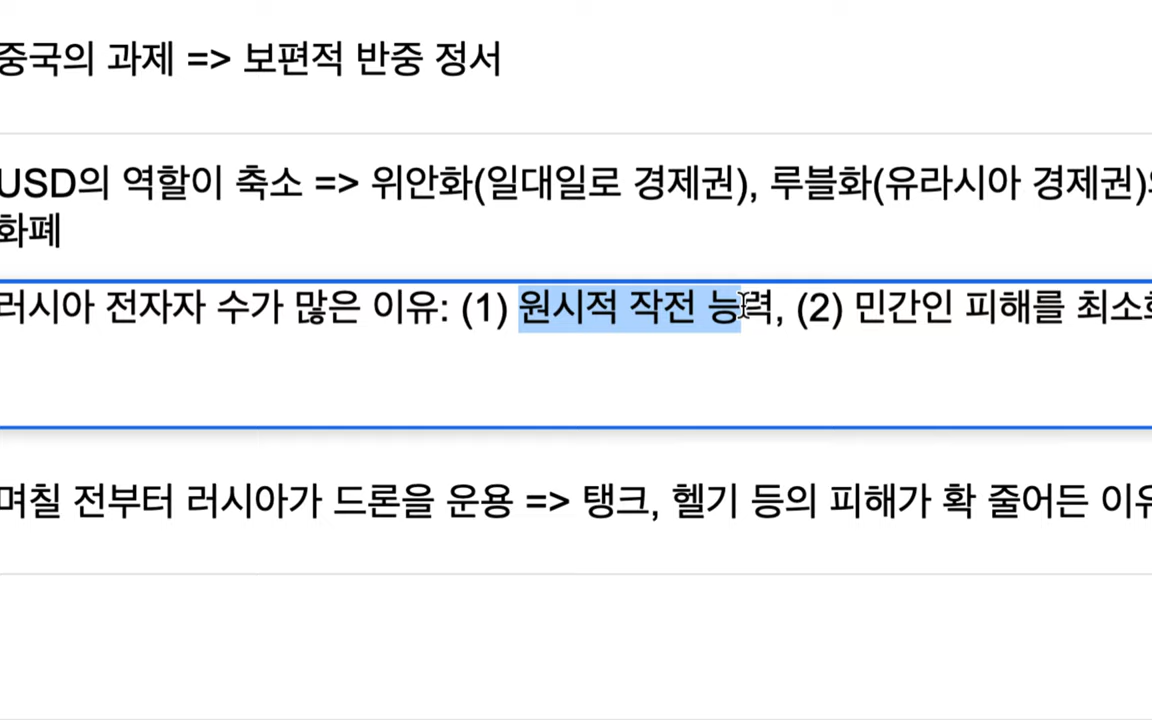 중국의 과제 => 보편적 반중 정서
USD의 역할이 축소 => 위안화(일대일로 경제권), 루블화(유라시아 경제권)
화폐
러시아 전자자 수가 많은 이유: (1) 원시적 작전 능력, (2) 민간인 피해를 최소
며칠 전부터 러시아가 드론을 운용 => 탱크, 헬기 등의 피해가 확 줄어든 이유